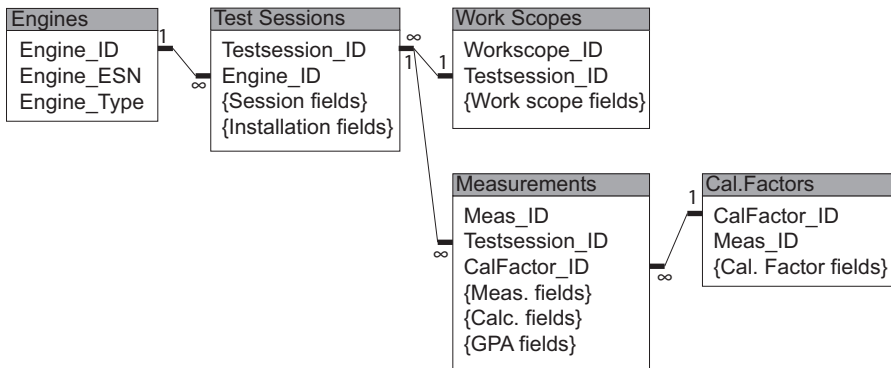 Engines
Engine_ID
Engine_ESN
Engine_Type
1
∞
Test Sessions
Testsession_ID
Engine_ID
{Session fields}
{Installation fields}
∞
1
1
Work Scopes
Workscope_ID
Testsession_ID
{Work scope fields}
∞
Measurements
Meas_ID
Testsession_ID
CalFactor_ID
{Meas. fields}
{Calc. fields}
{GPA fields}
∞
1
Cal.Factors
CalFactor_ID
Meas_ID
{Cal. Factor fields}